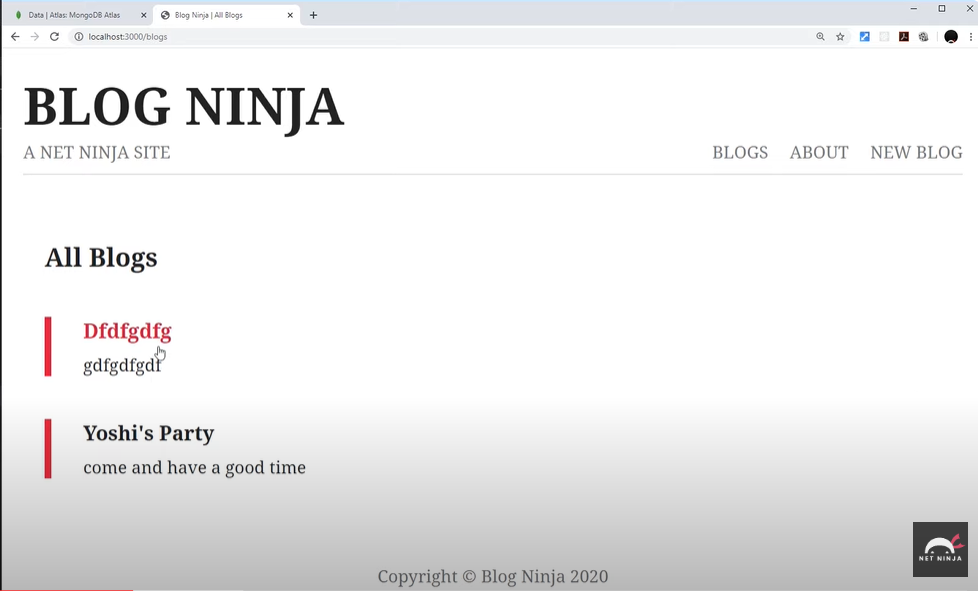 Data | Atlas: MongoDB Atlas
Blog Ninja | All Blogs
localhost:3000/blogs
BLOG NINJA
A NET NINJA SITE
BLOGS ABOUT NEW BLOG
All Blogs
Dfdfgdfg
gdfgdfgdf
Yoshi's Party
come and have a good time
NET NINJA
Copyright © Blog Ninja 2020